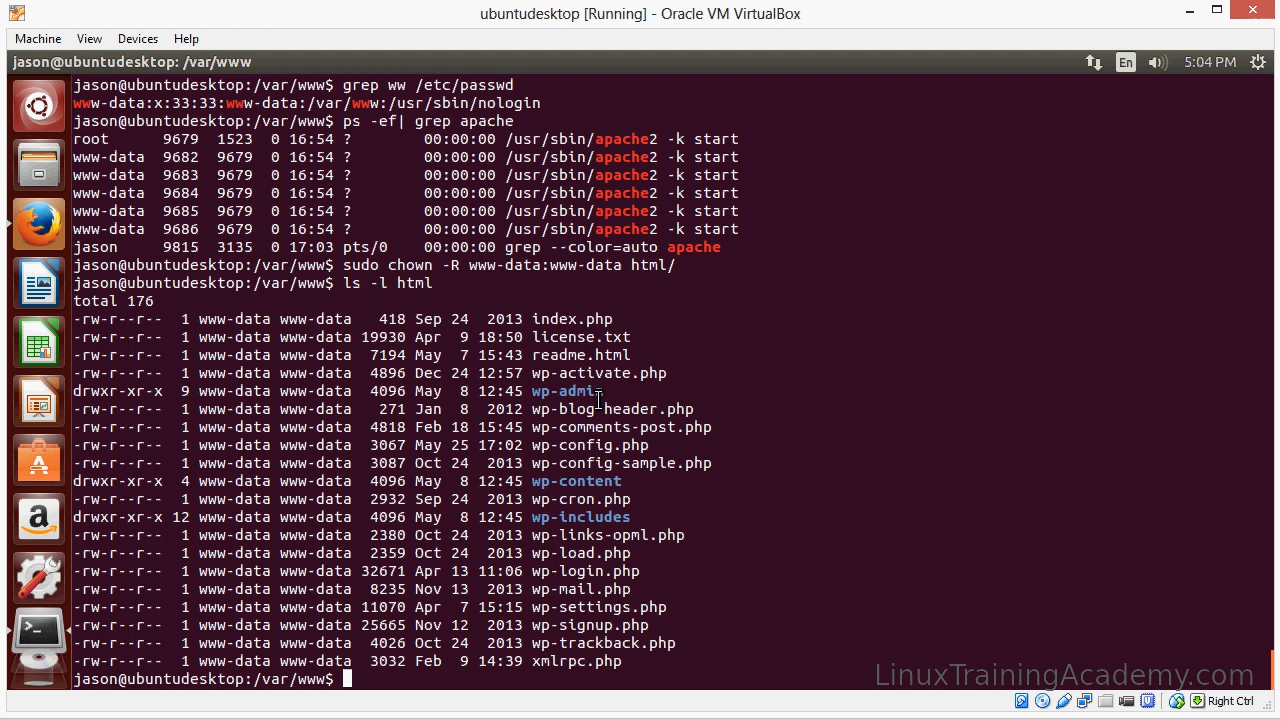 ubuntudesktop [Running] - Oracle VM VirtualBox
Machine View Devices Help
jason@ubuntudesktop: /var/www En 5:04 PM
jason@ubuntudesktop:/var/www$ grep ww /etc/passwd
www-data:x:33:33:www-data:/var/www:/usr/sbin/nologin
jason@ubuntudesktop:/var/www$ ps -ef| grep apache
root      9679  1523  0 16:54 ?        00:00:00 /usr/sbin/apache2 -k start
www-data  9682  9679  0 16:54 ?        00:00:00 /usr/sbin/apache2 -k start
www-data  9683  9679  0 16:54 ?        00:00:00 /usr/sbin/apache2 -k start
www-data  9684  9679  0 16:54 ?        00:00:00 /usr/sbin/apache2 -k start
www-data  9685  9679  0 16:54 ?        00:00:00 /usr/sbin/apache2 -k start
www-data  9686  9679  0 16:54 ?        00:00:00 /usr/sbin/apache2 -k start
jason     9815  3135  0 17:03 pts/0    00:00:00 grep --color=auto apache
jason@ubuntudesktop:/var/www$ sudo chown -R www-data:www-data html/
jason@ubuntudesktop:/var/www$ ls -l html
total 176
-rw-r--r--  1 www-data www-data   418 Sep 24  2013 index.php
-rw-r--r--  1 www-data www-data 19930 Apr  9 18:50 license.txt
-rw-r--r--  1 www-data www-data  7194 May  7 15:43 readme.html
-rw-r--r--  1 www-data www-data  4896 Dec 24 12:57 wp-activate.php
drwxr-xr-x  9 www-data www-data  4096 May  8 12:45 wp-admin
-rw-r--r--  1 www-data www-data   271 Jan  8  2012 wp-blog-header.php
-rw-r--r--  1 www-data www-data  4818 Feb 18 15:45 wp-comments-post.php
-rw-r--r--  1 www-data www-data  3067 May 25 17:02 wp-config.php
-rw-r--r--  1 www-data www-data  3087 Oct 24  2013 wp-config-sample.php
drwxr-xr-x  4 www-data www-data  4096 May  8 12:45 wp-content
-rw-r--r--  1 www-data www-data  2932 Sep 24  2013 wp-cron.php
drwxr-xr-x 12 www-data www-data  4096 May  8 12:45 wp-includes
-rw-r--r--  1 www-data www-data  2380 Oct 24  2013 wp-links-opml.php
-rw-r--r--  1 www-data www-data  2359 Oct 24  2013 wp-load.php
-rw-r--r--  1 www-data www-data 32671 Apr 13 11:06 wp-login.php
-rw-r--r--  1 www-data www-data  8235 Nov 13  2013 wp-mail.php
-rw-r--r--  1 www-data www-data 11070 Apr  7 15:15 wp-settings.php
-rw-r--r--  1 www-data www-data 25665 Nov 12  2013 wp-signup.php
-rw-r--r--  1 www-data www-data  4026 Oct 24  2013 wp-trackback.php
-rw-r--r--  1 www-data www-data  3032 Feb  9 14:39 xmlrpc.php
jason@ubuntudesktop:/var/www$
LinuxTrainingAcademy.com
Right Ctrl